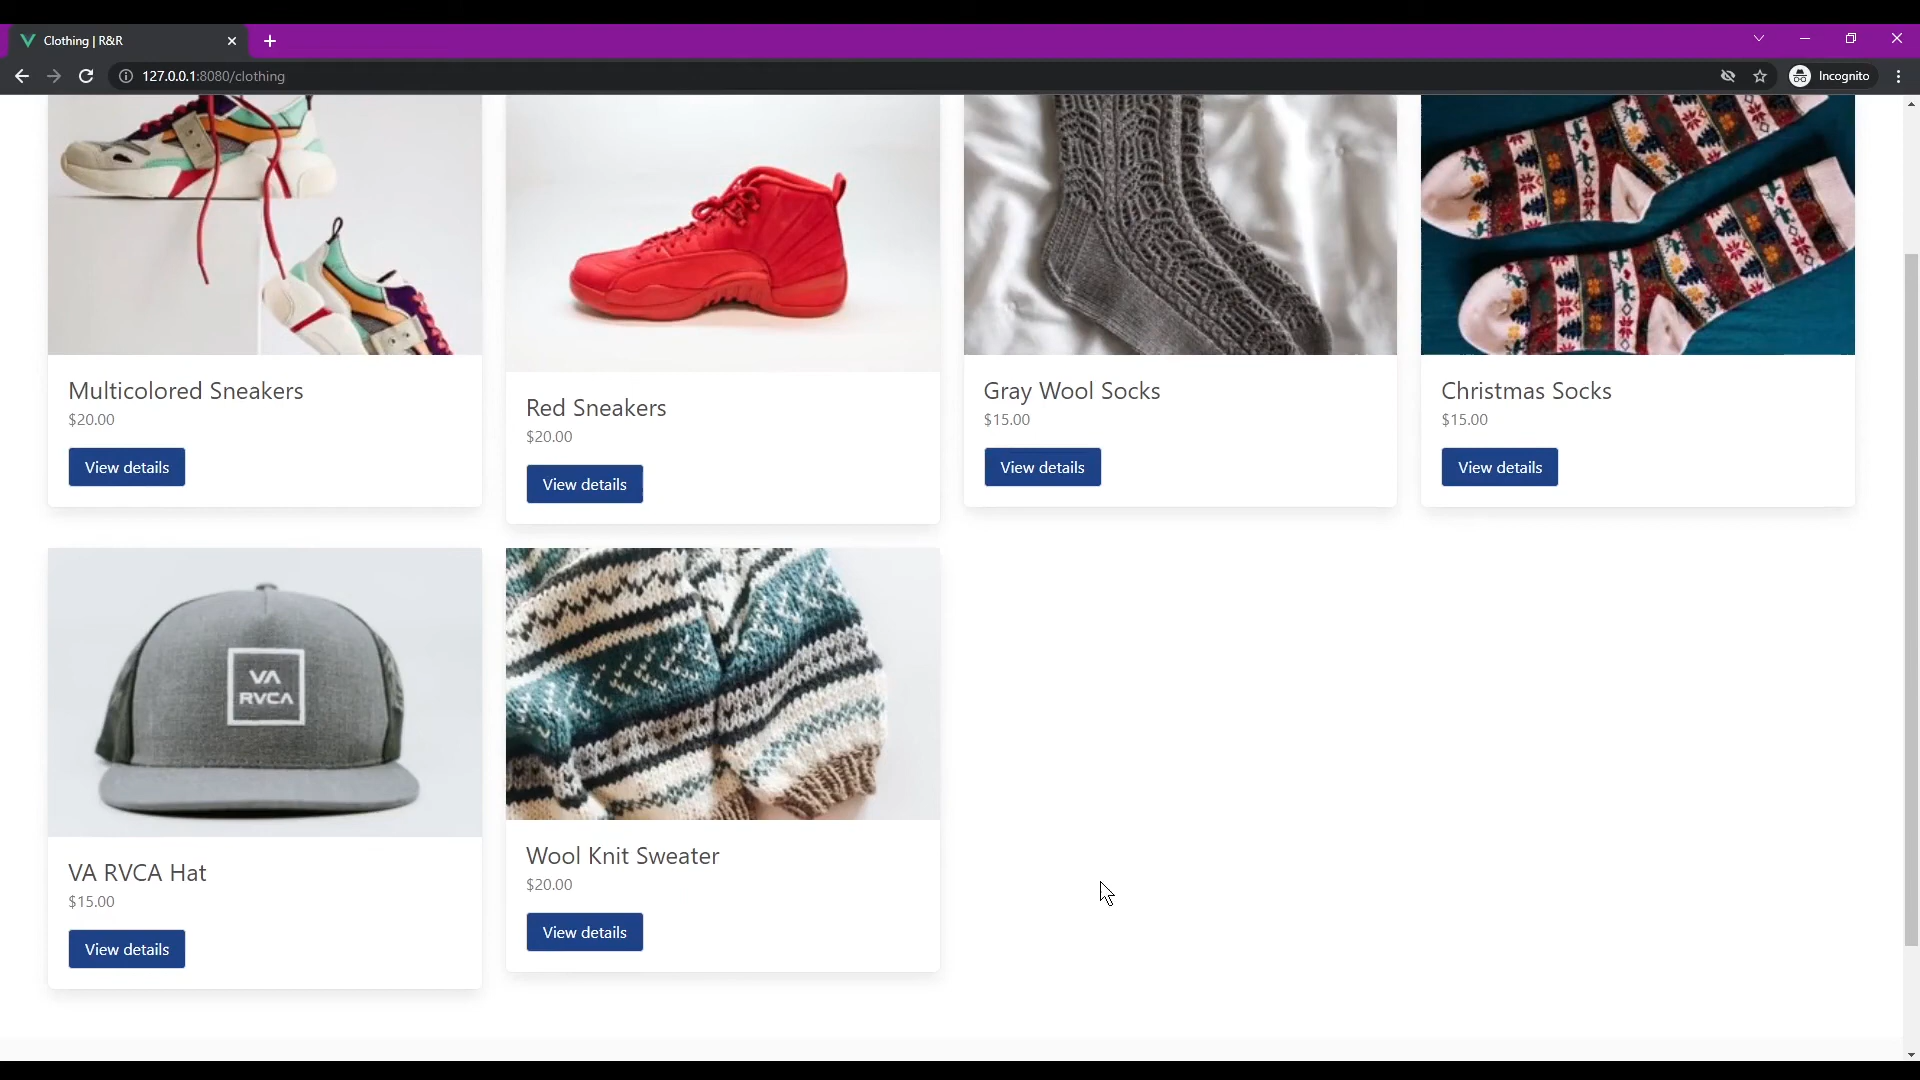 Clothing | R&R
127.0.0.1:8080/clothing
Incognito
Multicolored Sneakers
$20.00
View details
Red Sneakers
$20.00
View details
Gray Wool Socks
$15.00
View details
Christmas Socks
$15.00
View details
VA
RVCA
VA RVCA Hat
$15.00
View details
Wool Knit Sweater
$20.00
View details